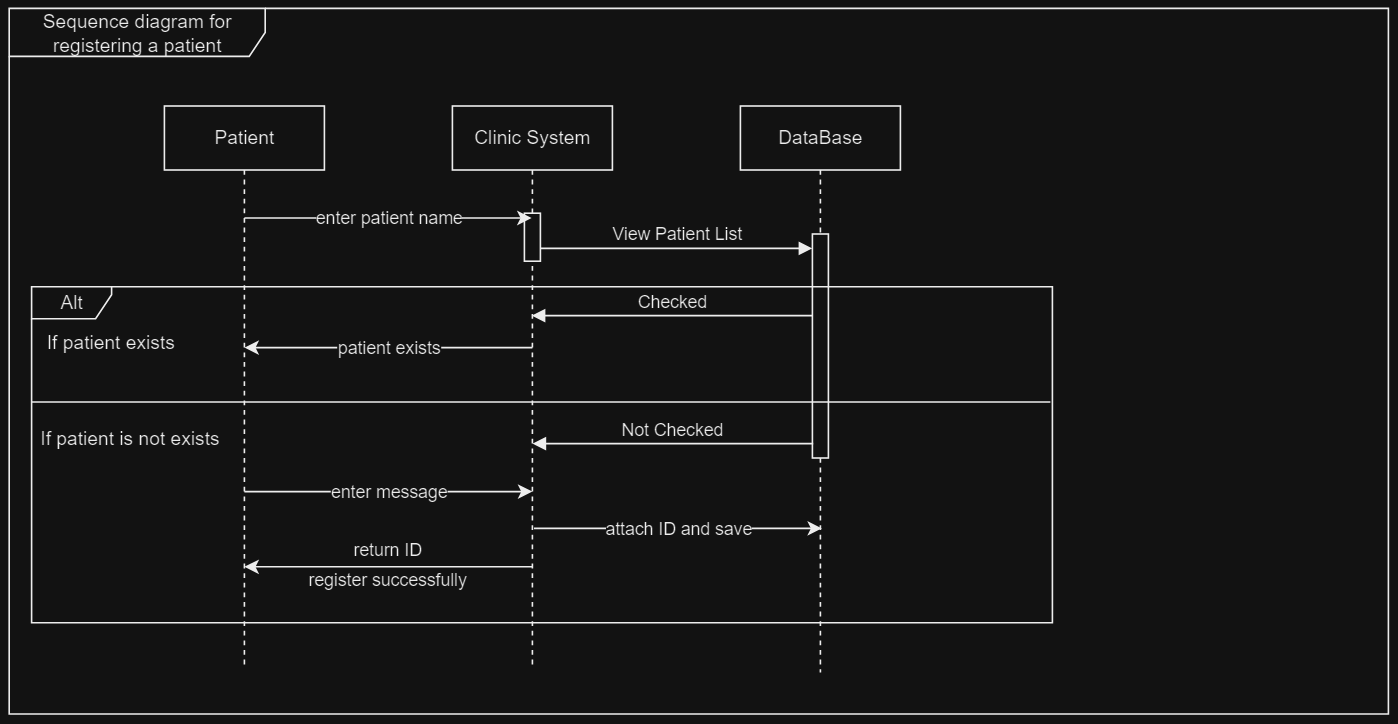 Sequence diagram for
registering a patient
Patient
Clinic System
DataBase
enter patient name
View Patient List
Alt
Checked
If patient exists
patient exists
Not Checked
If patient is not exists
enter message
attach ID and save
return ID
register successfully